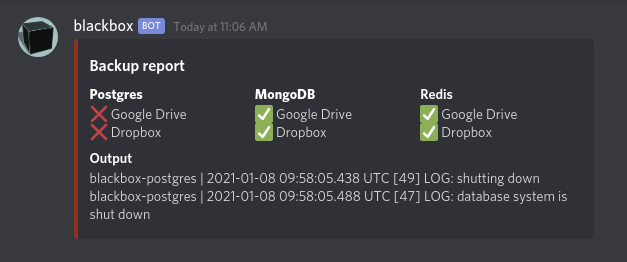 blackbox BOT Today at 11:06 AM
Backup report
Postgres MongoDB Redis
❌ Google Drive ✅ Google Drive ✅ Google Drive
❌ Dropbox ✅ Dropbox ✅ Dropbox
Output
blackbox-postgres | 2021-01-08 09:58:05.438 UTC [49] LOG: shutting down
blackbox-postgres | 2021-01-08 09:58:05.488 UTC [47] LOG: database system is
shut down